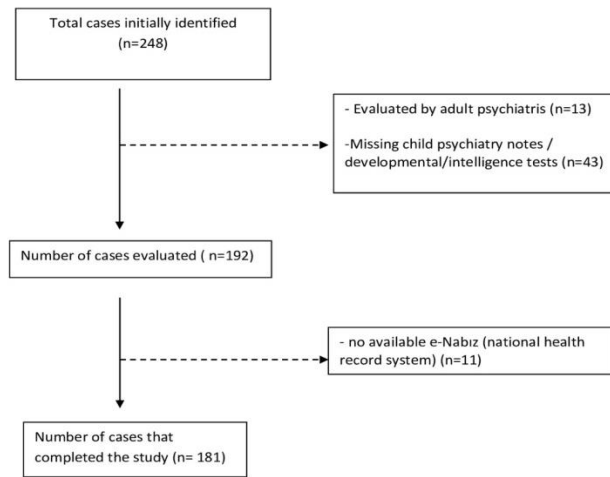 Total cases initially identified
(n=248)
- Evaluated by adult psychiatris (n=13)
-Missing child psychiatry notes /
developmental/intelligence tests (n=43)
Number of cases evaluated ( n=192)
- no available e-Nabız (national health
record system) (n=11)
Number of cases that
completed the study (n= 181)